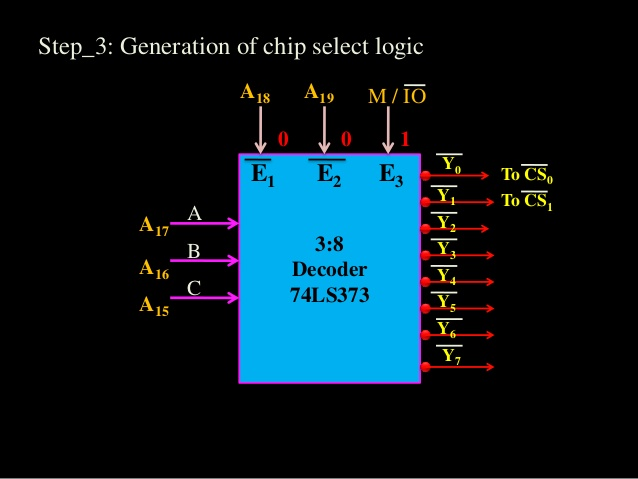 Step_3: Generation of chip select logic
A18 A19 M / IO
0 0 1
E1 E2 E3
Y0 To CS0
Y1 To CS1
A17 A
Y2
B
3:8
Y3
A16
Decoder
Y4
C
74LS373
A15
Y5
Y6
Y7